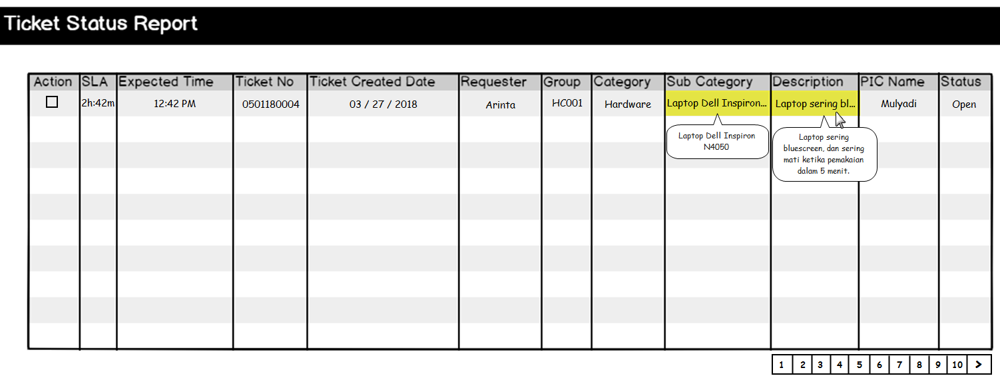 Ticket Status Report
Action SLA Expected Time Ticket No Ticket Created Date Requester Group Category Sub Category Description PIC Name Status
2h:42m 12:42 PM 0501180004 03 / 27 / 2018 Arinta HC001 Hardware Laptop Dell Inspiron... Laptop sering bl... Mulyadi Open
Laptop Dell Inspiron
N4050
Laptop sering
bluescreen, dan sering
mati ketika pemakaian
dalam 5 menit.
1 2 3 4 5 6 7 8 9 10 >